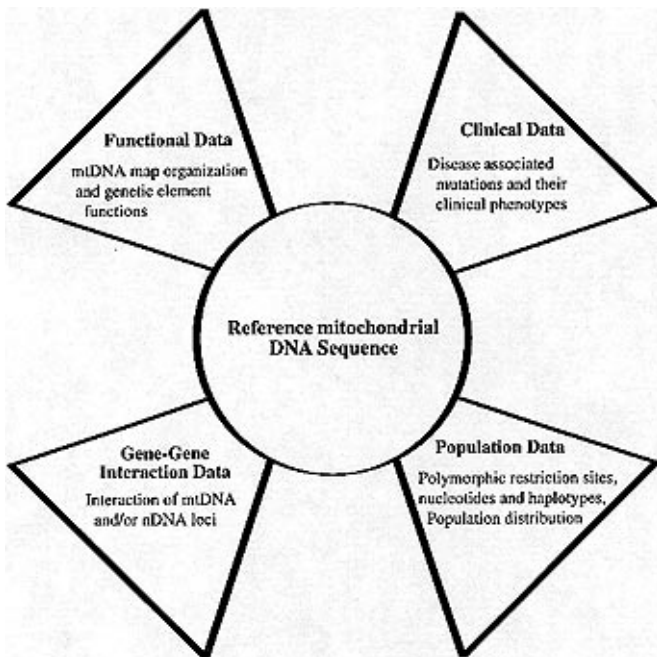 Functional Data
mtDNA map organization
and genetic element
functions
Clinical Data
Disease associated
mutations and their
clinical phenotypes
Reference mitochondrial
DNA Sequence
Gene-Gene
Interaction Data
Interaction of mtDNA
and/or nDNA loci
Population Data
Polymorphic restriction sites,
nucleotides and haplotypes,
Population distribution